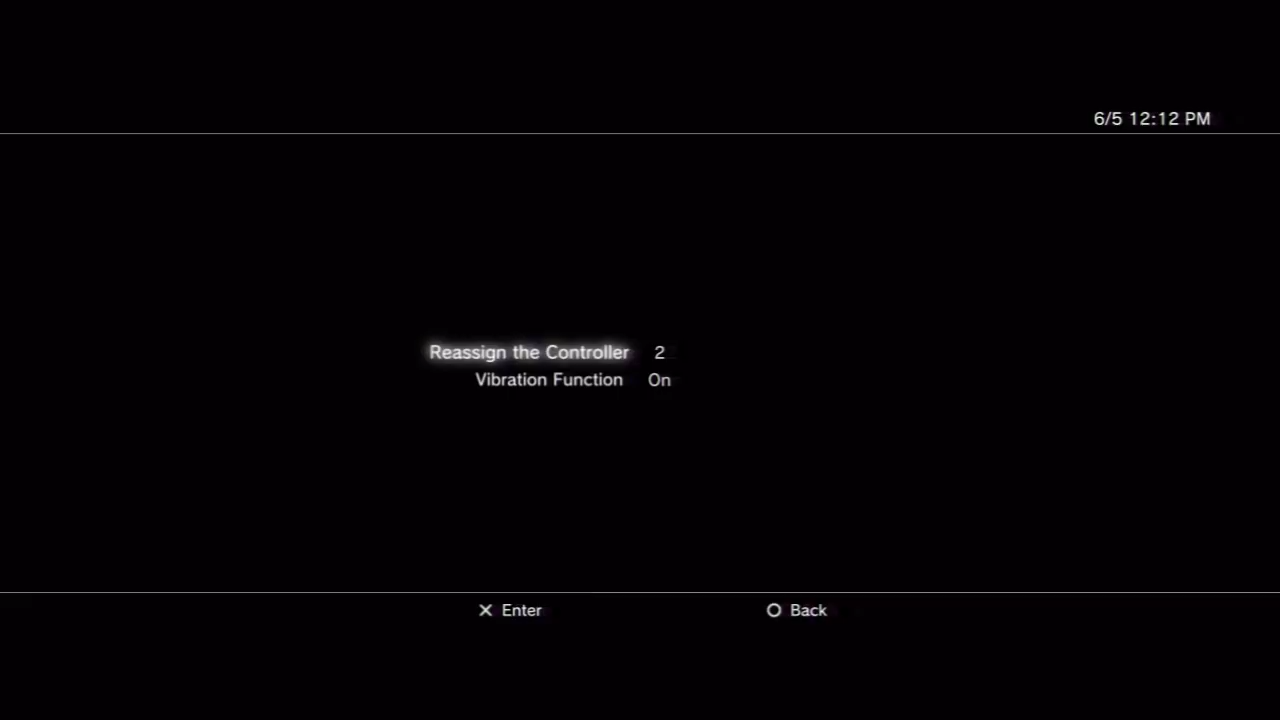 6/5 12:12 PM
Reassign the Controller 2
Vibration Function On
Enter Back